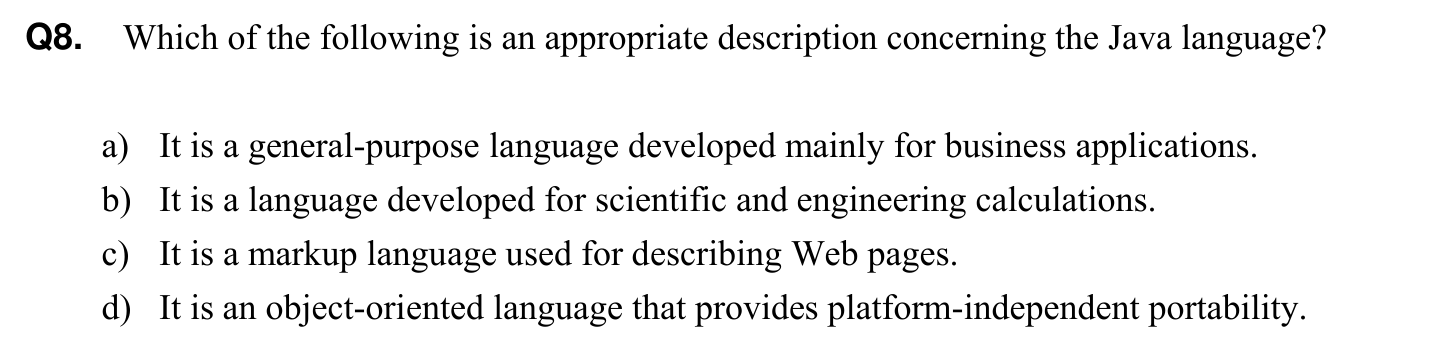 Q8. Which of the following is an appropriate description concerning the Java language?
a) It is a general-purpose language developed mainly for business applications.
b) It is a language developed for scientific and engineering calculations.
c) It is a markup language used for describing Web pages.
d) It is an object-oriented language that provides platform-independent portability.